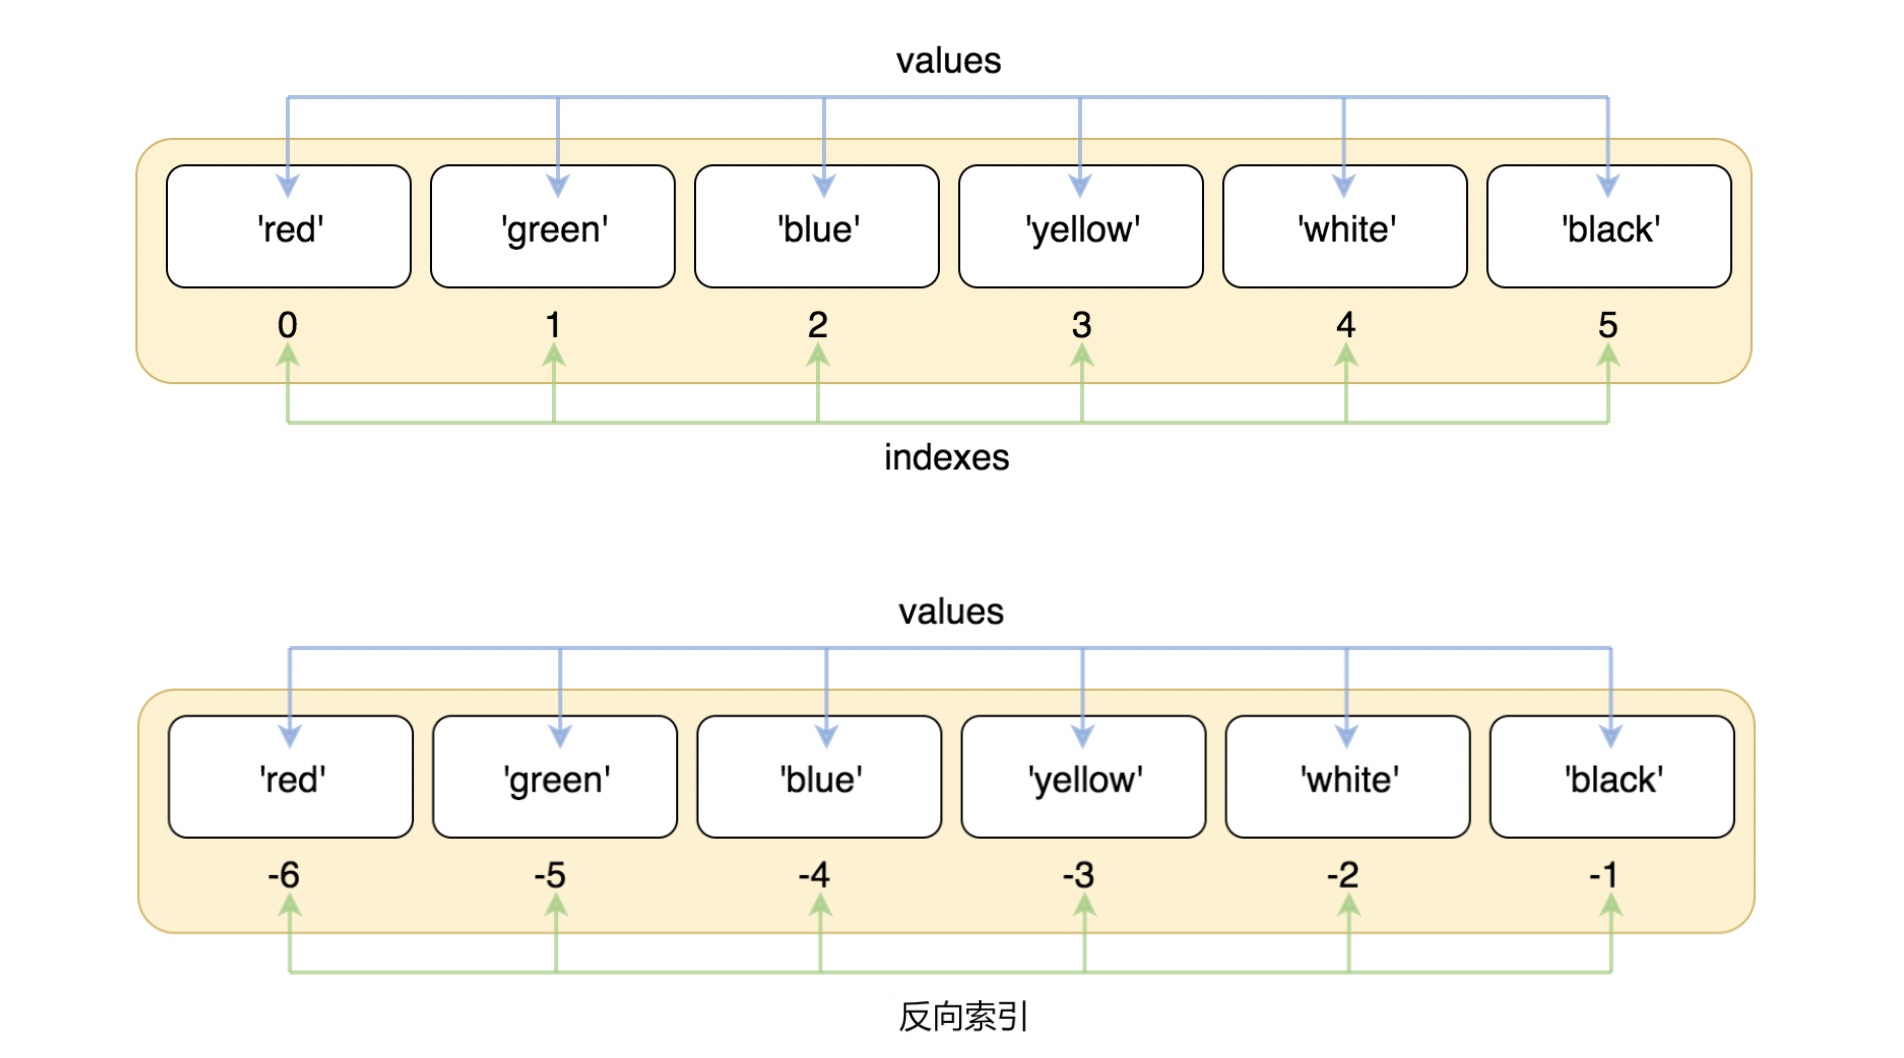 values
'red' 'green' 'blue' 'yellow' 'white' 'black'
0 1 2 3 4 5
indexes
values
'red' 'green' 'blue' 'yellow' 'white' 'black'
-6 -5 -4 -3 -2 -1
反向索引